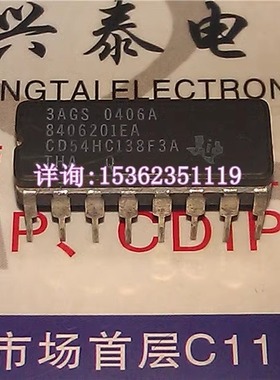 兴泰电
NGTAIELECTRON
3AGS 0406A
8406201EA
CD54HC138F3A
THA Q
详询:15362351119
P、CDIP
市场首层C11